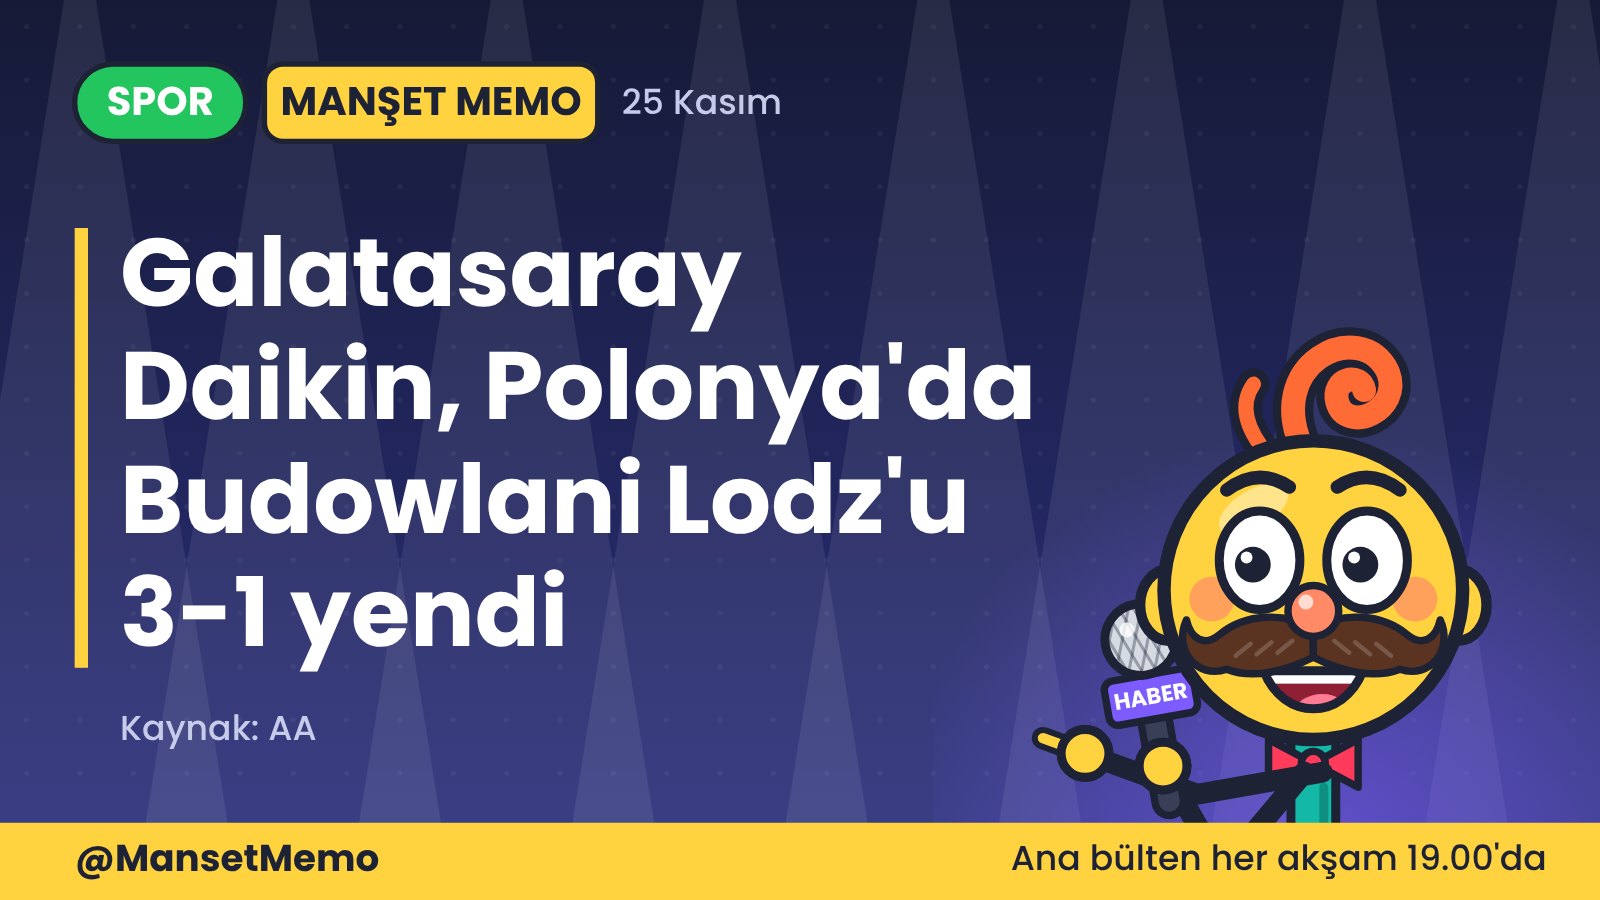 SPOR
MANŞET MEMO
25 Kasım
Galatasaray
Daikin, Polonya'da
Budowlani Lodz'u
3-1 yendi
Kaynak: AA
HABER
@MansetMemo
Ana bülten her akşam 19.00'da